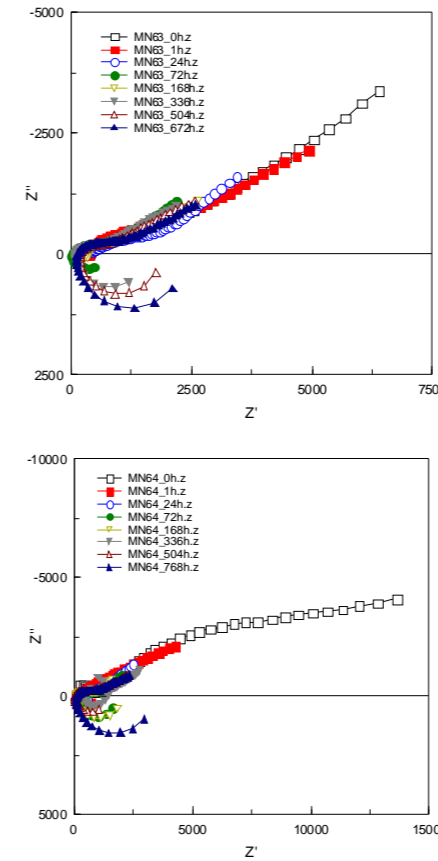 -5000
MN63_0h.z
MN63_1h.z
MN63_24h.z
MN63_72h.z
MN63_168h.z
MN63_336h.z
MN63_504h.z
MN63_672h.z
-2500
Z''
0
2500
0 2500 5000 750
Z'
-10000
MN64_0h.z
MN64_1h.z
MN64_24h.z
MN64_72h.z
MN64_168h.z
MN64_336h.z
MN64_504h.z
MN64_768h.z
-5000
Z''
0
5000
0 5000 10000 1500
Z'